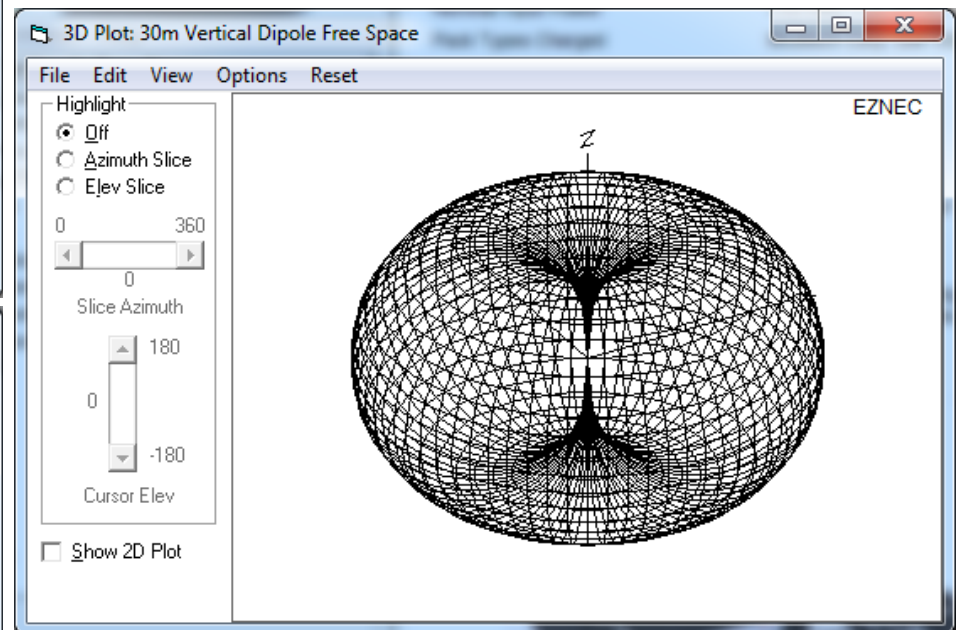 3D Plot: 30m Vertical Dipole Free Space
File Edit View Options Reset
Highlight
Off
Azimuth Slice
Elev Slice
0 360
0
Slice Azimuth
180
0
-180
Cursor Elev
Show 2D Plot
EZNEC
Z